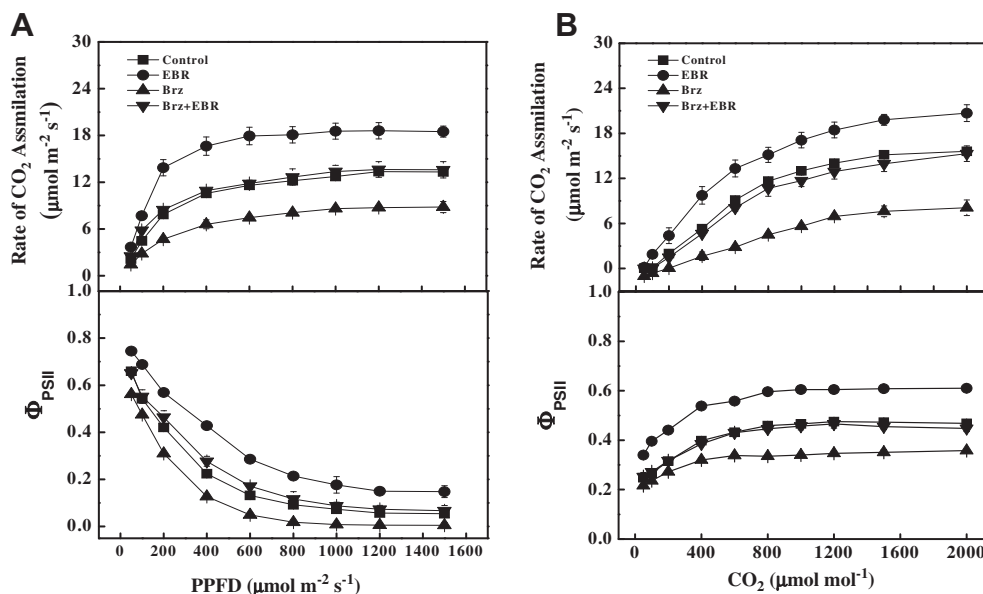 A
Rate of CO2 Assmilation
((μmol m-2 s-1)
30
24
18
12
6
0
Control
EBR
Brz
Brz+EBR
ΦPSII
1.0
0.8
0.6
0.4
0.2
0.0
0 200 400 600 800 1000 1200 1400 1600
PPFD (μmol m-2 s-1)
B
Rate of CO2 Assmilation
(μmol m-2 s-1)
30
24
18
12
6
0
Control
EBR
Brz
Brz+EBR
ΦPSII
1.0
0.8
0.6
0.4
0.2
0.0
0 400 800 1200 1600 2000
CO2 (μmol mol-1)